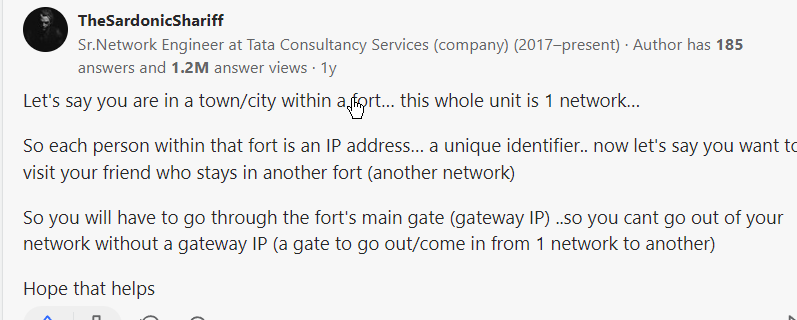 TheSardonicShariff
Sr.Network Engineer at Tata Consultancy Services (company) (2017–present) · Author has 185
answers and 1.2M answer views · 1y
Let's say you are in a town/city within a fort... this whole unit is 1 network...
So each person within that fort is an IP address... a unique identifier.. now let's say you want to
visit your friend who stays in another fort (another network)
So you will have to go through the fort's main gate (gateway IP) ..so you cant go out of your
network without a gateway IP (a gate to go out/come in from 1 network to another)
Hope that helps